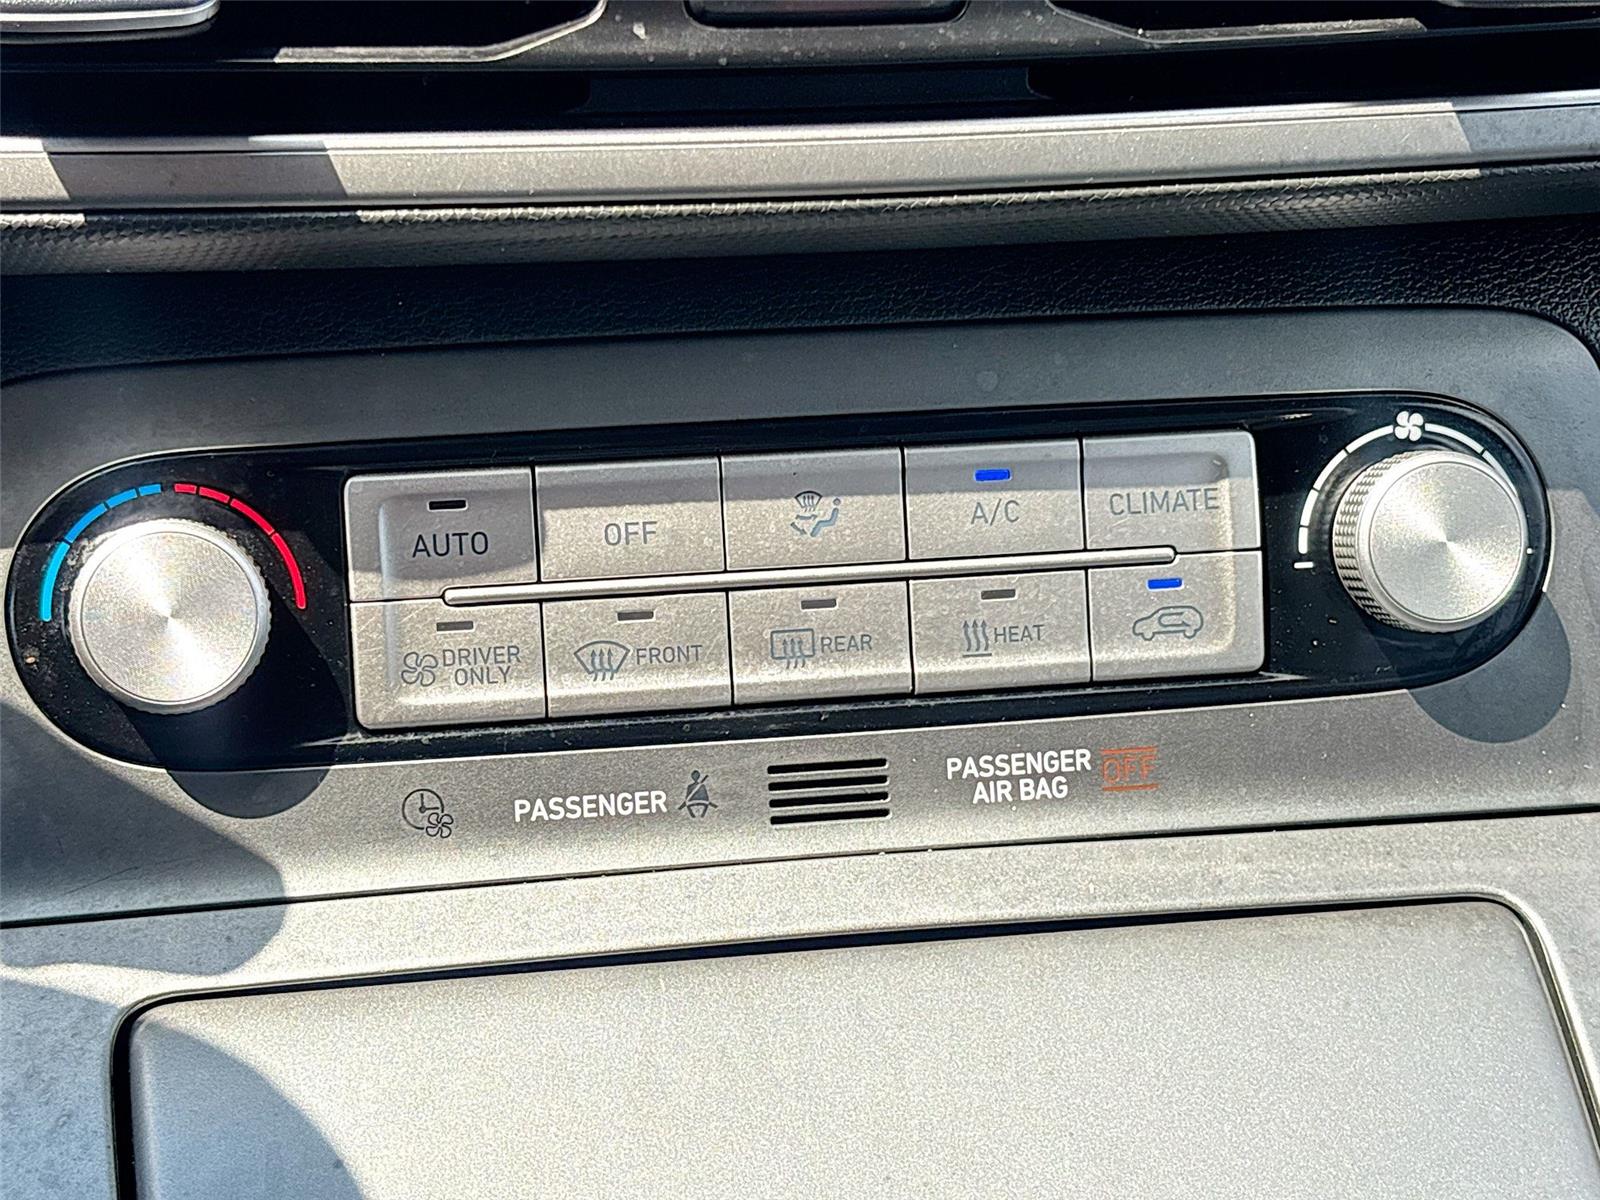 AUTO
OFF
A/C
CLIMATE
DRIVER
ONLY
FRONT
REAR
HEAT
PASSENGER
PASSENGER
AIR BAG
OFF